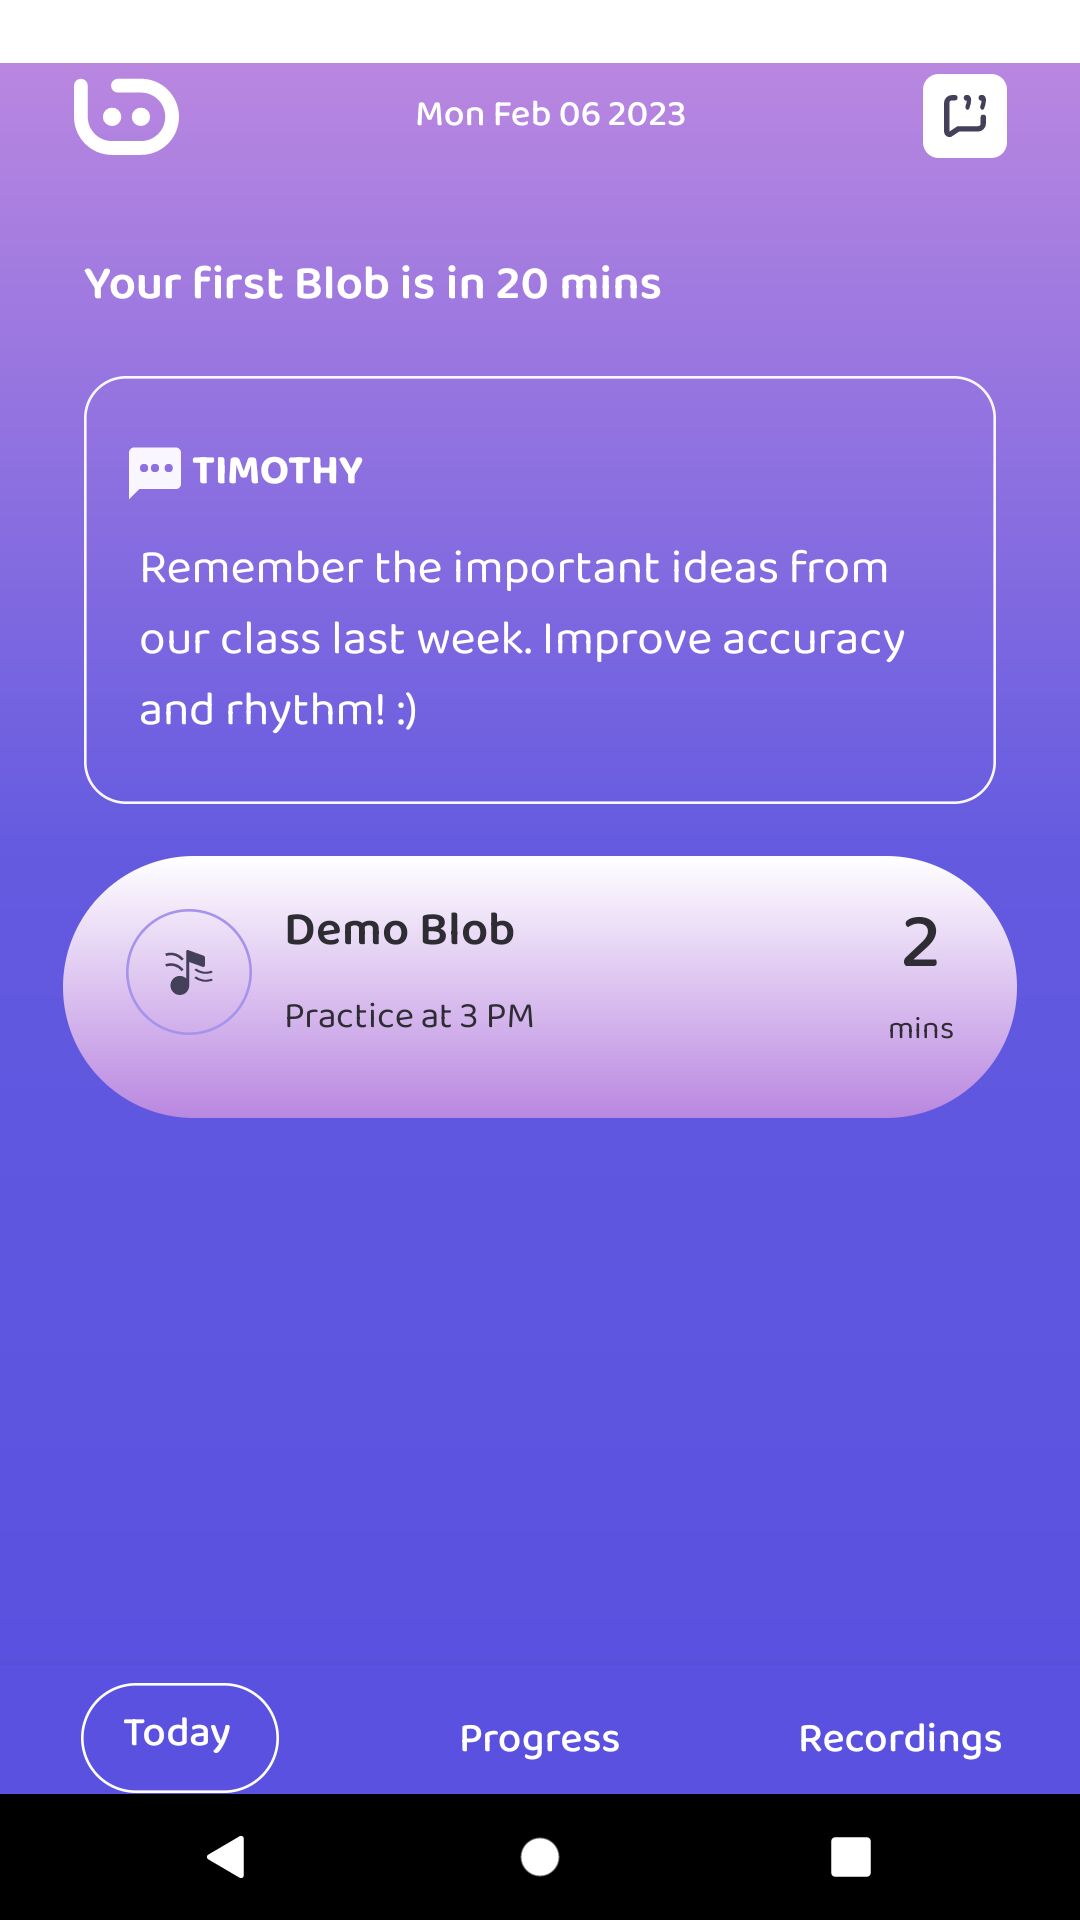 Mon Feb 06 2023
Your first Blob is in 20 mins
TIMOTHY
Remember the important ideas from
our class last week. Improve accuracy
and rhythm! :)
Demo Blob
Practice at 3 PM
2
mins
Today
Progress
Recordings